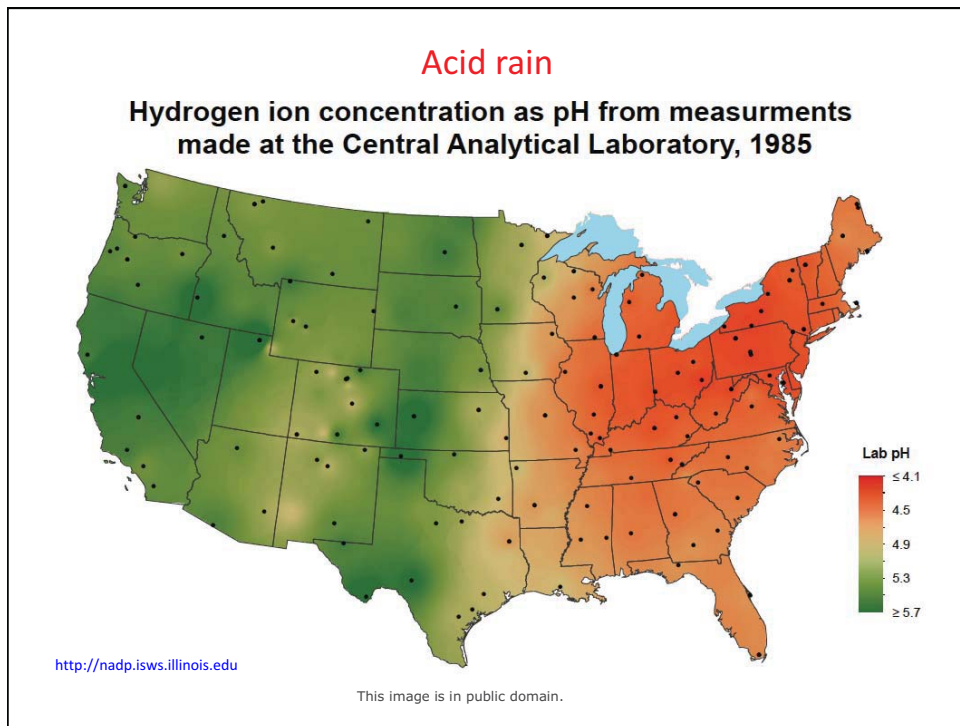 Acid rain
Hydrogen ion concentration as pH from measurments
made at the Central Analytical Laboratory, 1985
Lab pH
≤ 4.1
4.5
4.9
5.3
≥ 5.7
http://nadp.isws.illinois.edu
This image is in public domain.